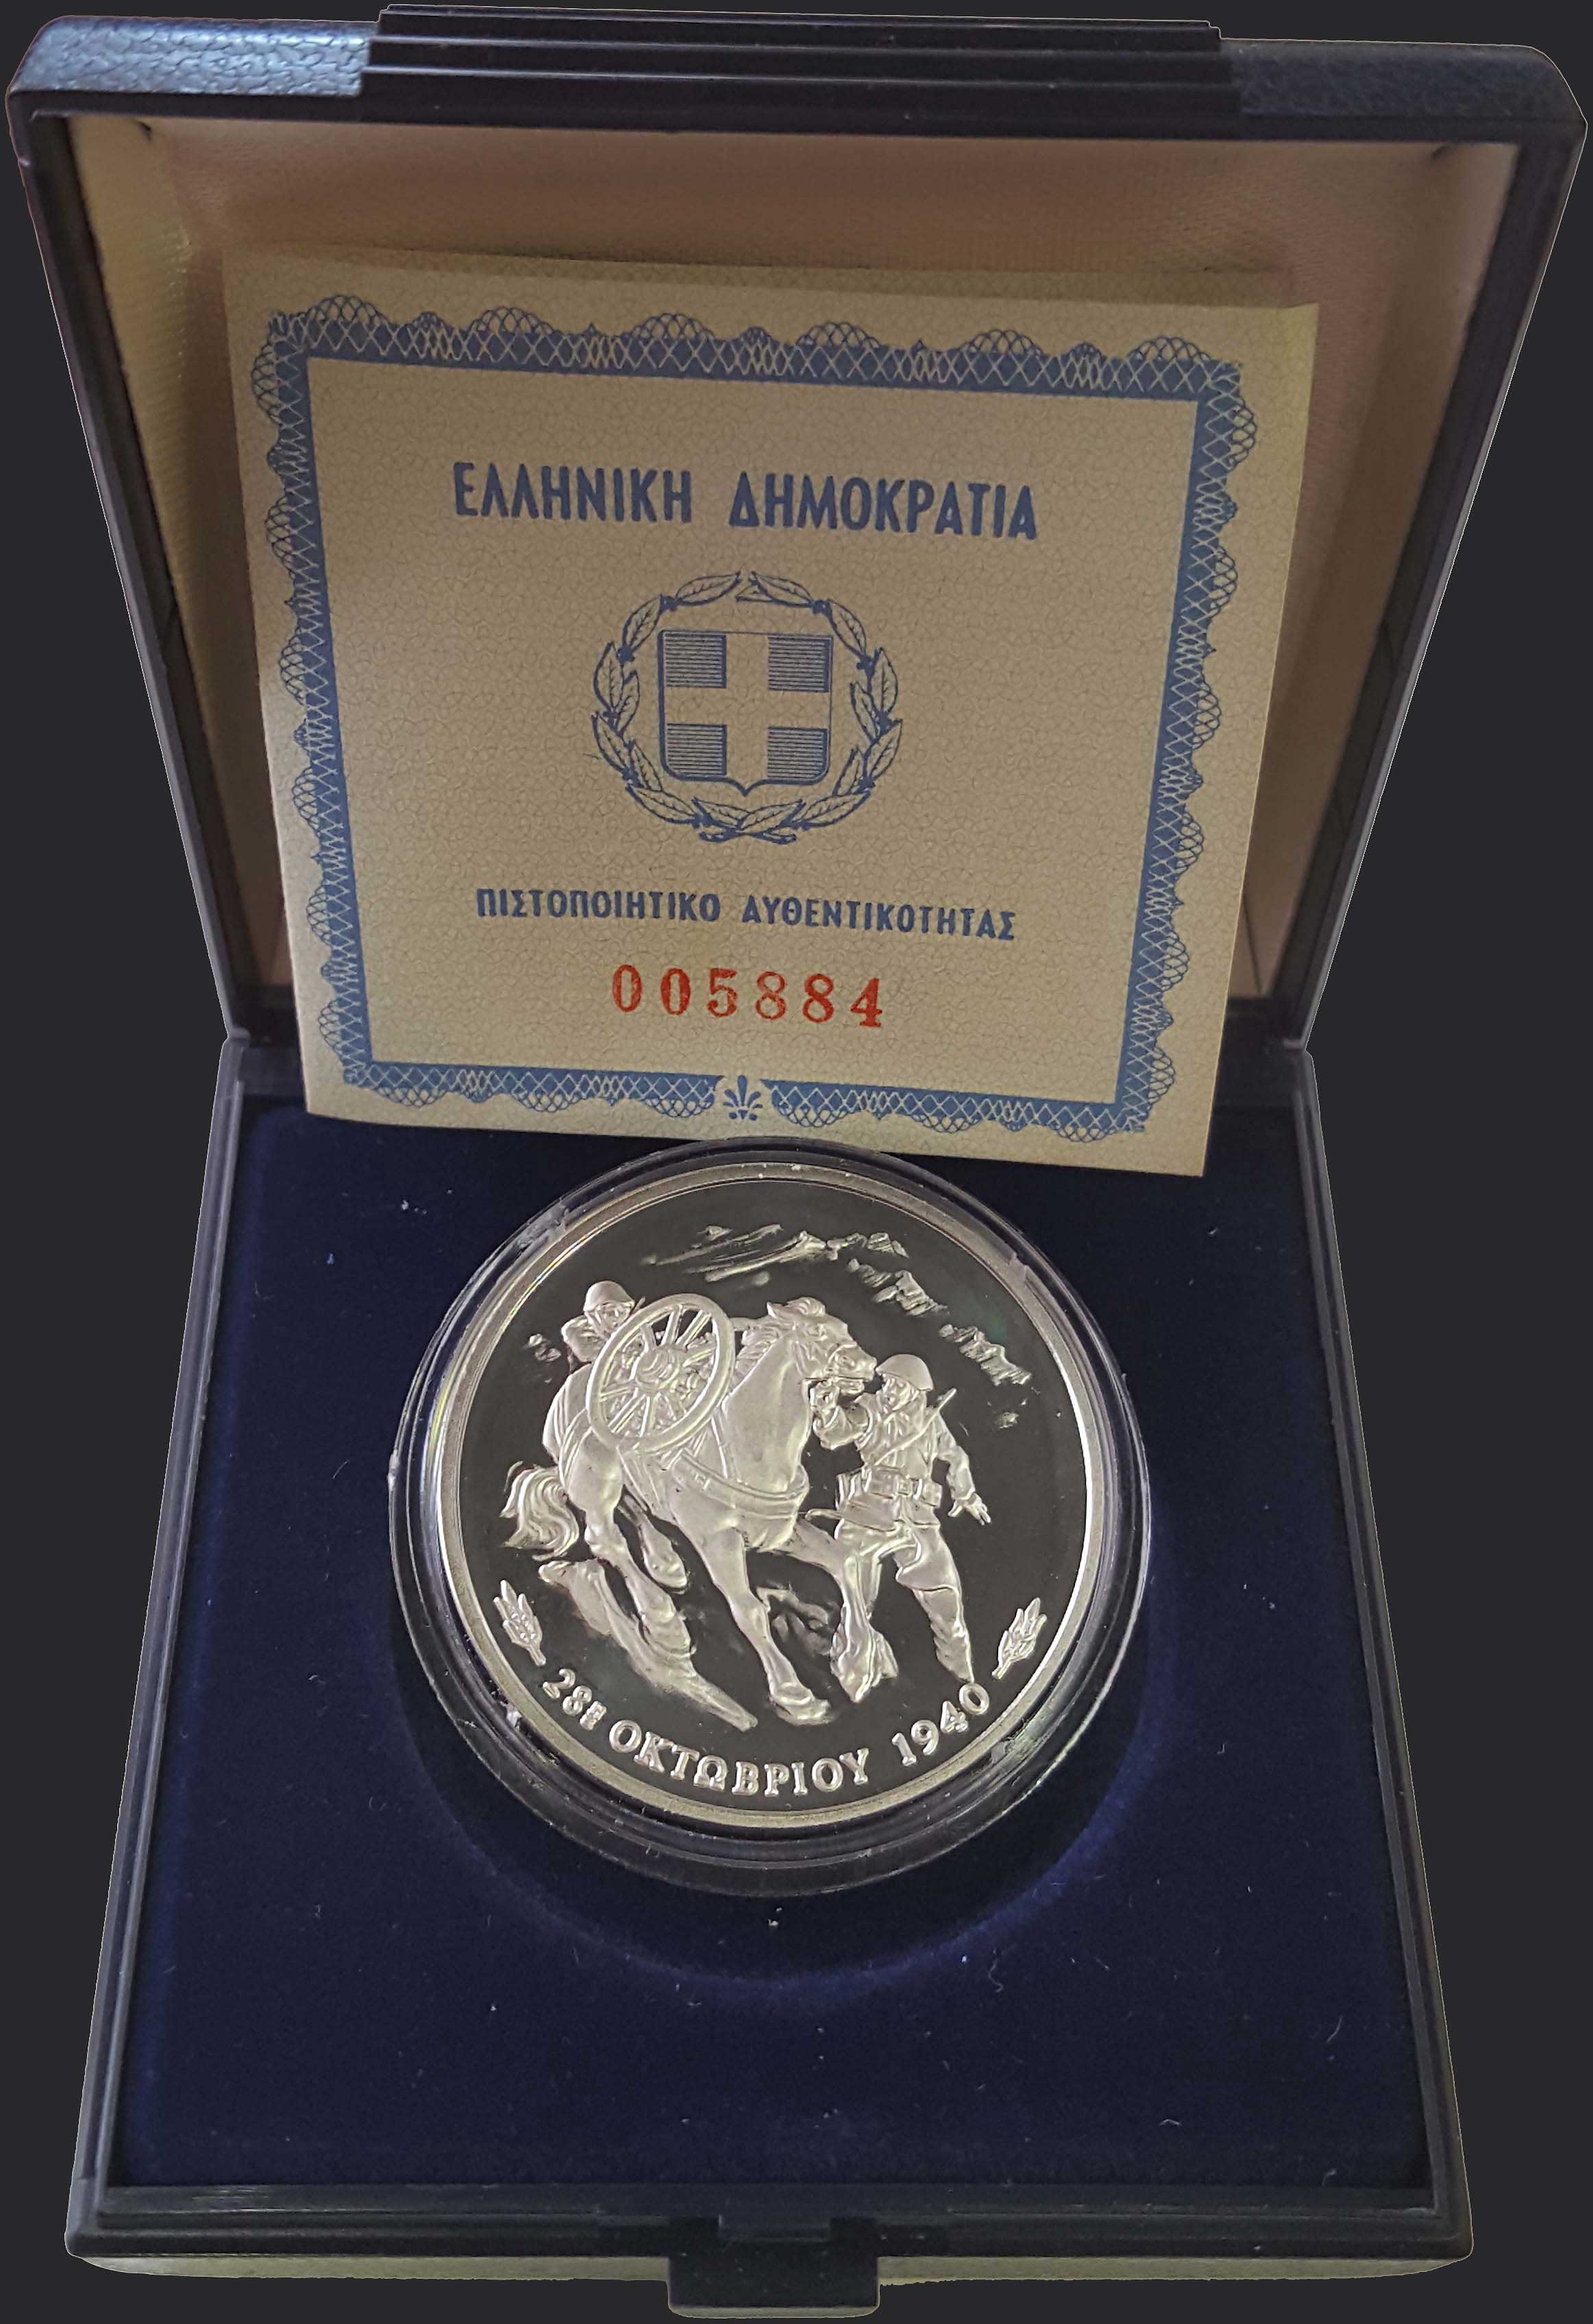 ΕΛΛΗΝΙΚΗ ΔΗΜΟΚΡΑΤΙΑ
ΠΙΣΤΟΠΟΙΗΤΙΚΟ ΑΥΘΕΝΤΙΚΟΤΗΤΑΣ
005884
28η ΟΚΤΩΒΡΙΟΥ 1940